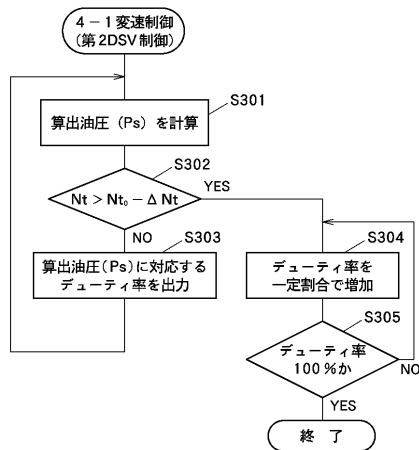 4－1変速制御
(第2DSV制御)
S301
算出油圧（Ps）を計算
S302
Nt > Nt₀ − Δ Nt
YES
NO
S303
算出油圧(Ps)に対応する
デューティ率を出力
S304
デューティ率を
一定割合で増加
S305
デューティ率
100％か
NO
YES
終 了